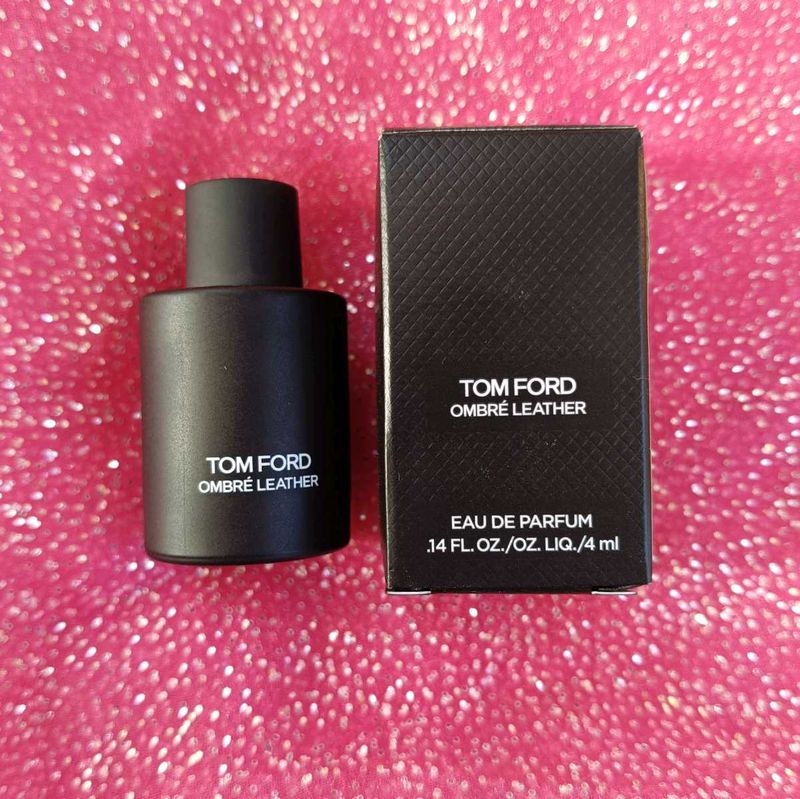 TOM FORD
OMBRÉ LEATHER
TOM FORD
OMBRÉ LEATHER
EAU DE PARFUM
.14 FL. OZ./OZ. LIQ./4 ml